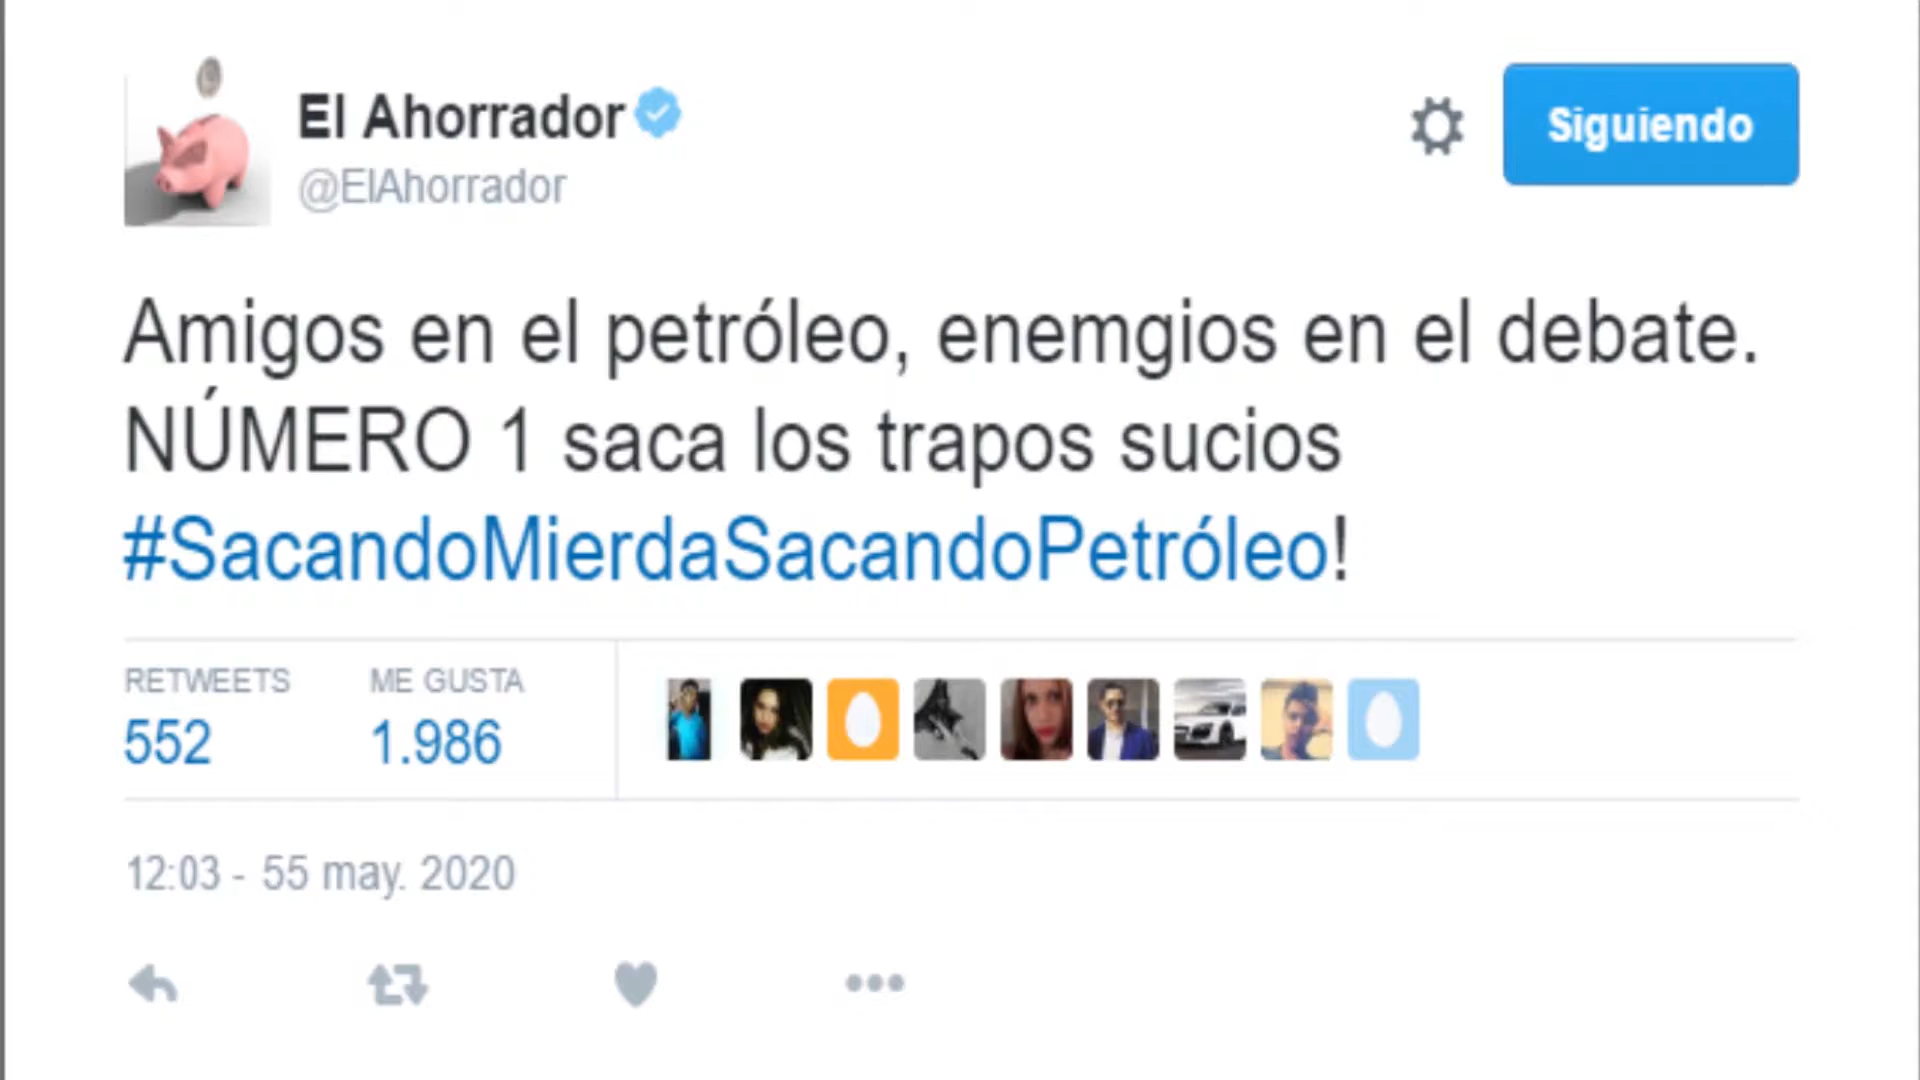 El Ahorrador
@ElAhorrador
Siguiendo
Amigos en el petróleo, enemgios en el debate.
NÚMERO 1 saca los trapos sucios
#SacandoMierdaSacandoPetróleo!
RETWEETS ME GUSTA
552 1.986
12:03 - 55 may. 2020